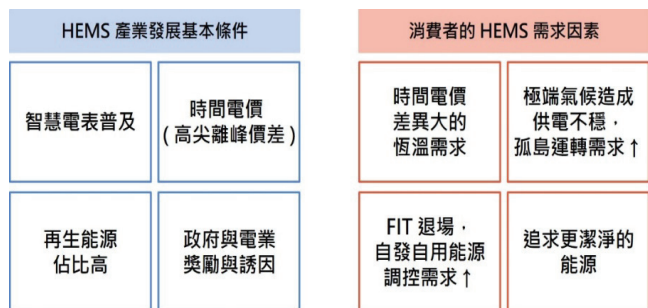 HEMS 產業發展基本條件
智慧電表普及
時間電價
( 高尖離峰價差 )
再生能源
佔比高
政府與電業
獎勵與誘因
消費者的 HEMS 需求因素
時間電價
差異大的
恆溫需求
極端氣候造成
供電不穩，
孤島運轉需求↑
FIT 退場，
自發自用能源
調控需求↑
追求更潔淨的
能源